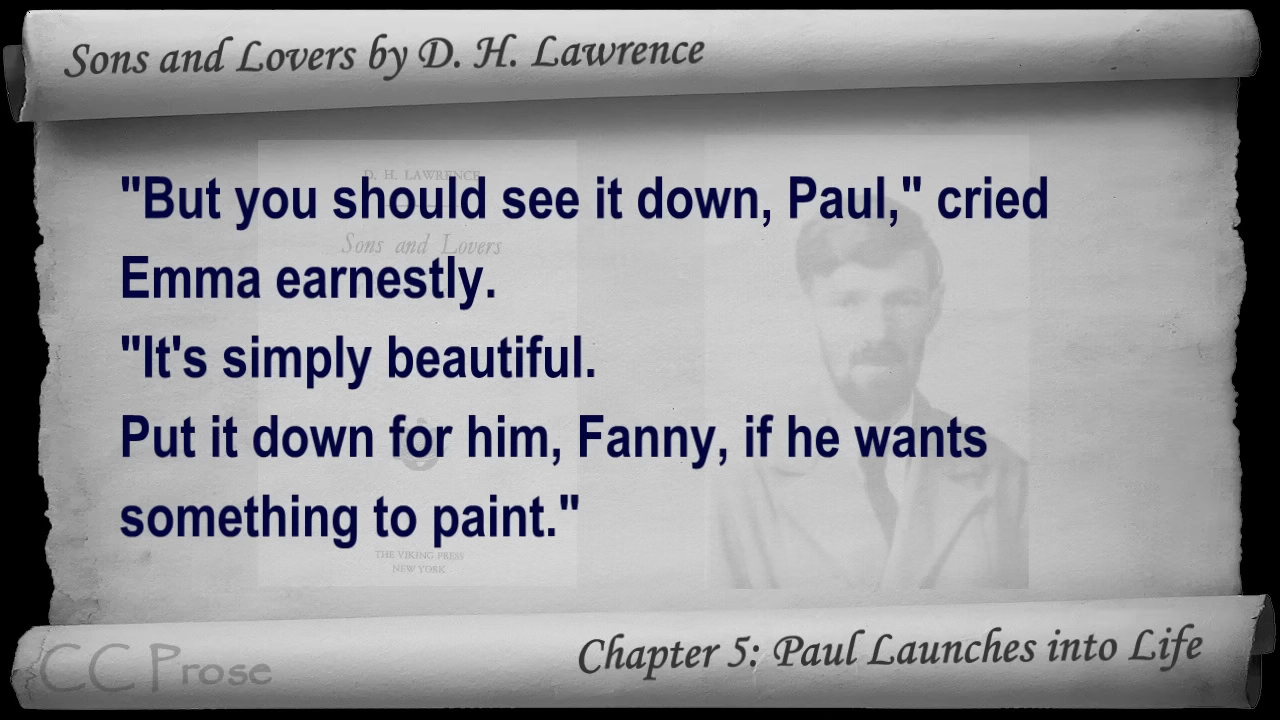 Sons and Lovers by D. H. Lawrence
D. H. LAWRENCE
Sons and Lovers
"But you should see it down, Paul," cried
Emma earnestly.
"It's simply beautiful.
Put it down for him, Fanny, if he wants
something to paint."
THE VIKING PRESS
NEW YORK
CC Prose
Chapter 5: Paul Launches into Life